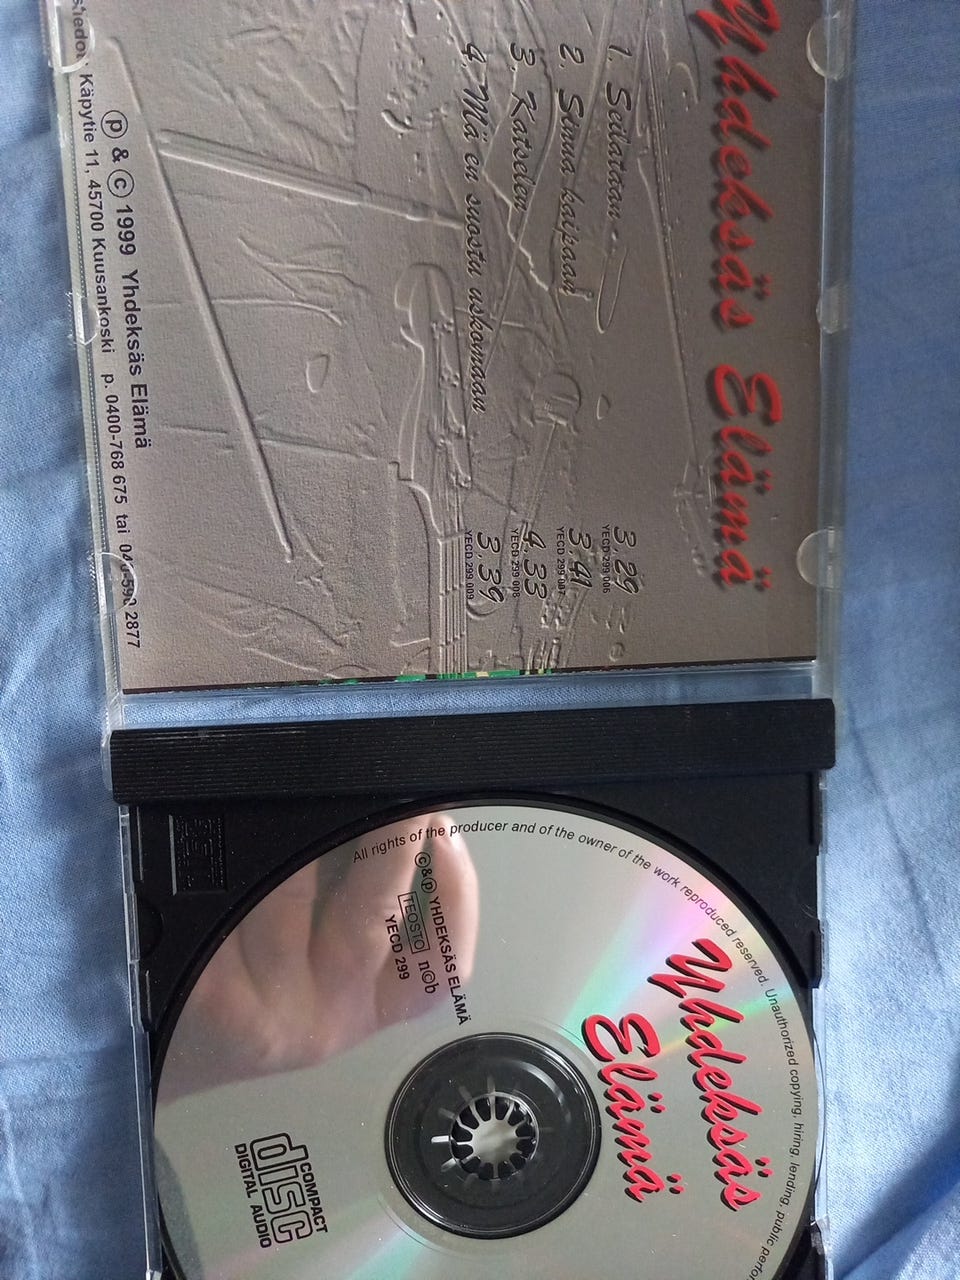 Yhdeksäs Elämä
1. Seilataan 3,29
YECD 299 006
2. Sinua kaipaan 3,41
YECD 299 007
3. Katselen 4,33
YECD 299 008
4. Mä en suostu uskomaan 3,39
YECD 299 009
ⓟ & © 1999 Yhdeksäs Elämä
Käpytie 11, 45700 Kuusankoski p. 0400-768 675 tai 2877
All rights of the producer and of the owner of the work reproduced reserved. Unauthorized copying, hiring, lending, public
©&ⓟ YHDEKSÄS ELÄMÄ
TEOSTO n©b
YECD 299
Yhdeksäs
Elämä
COMPACT
disc
DIGITAL AUDIO